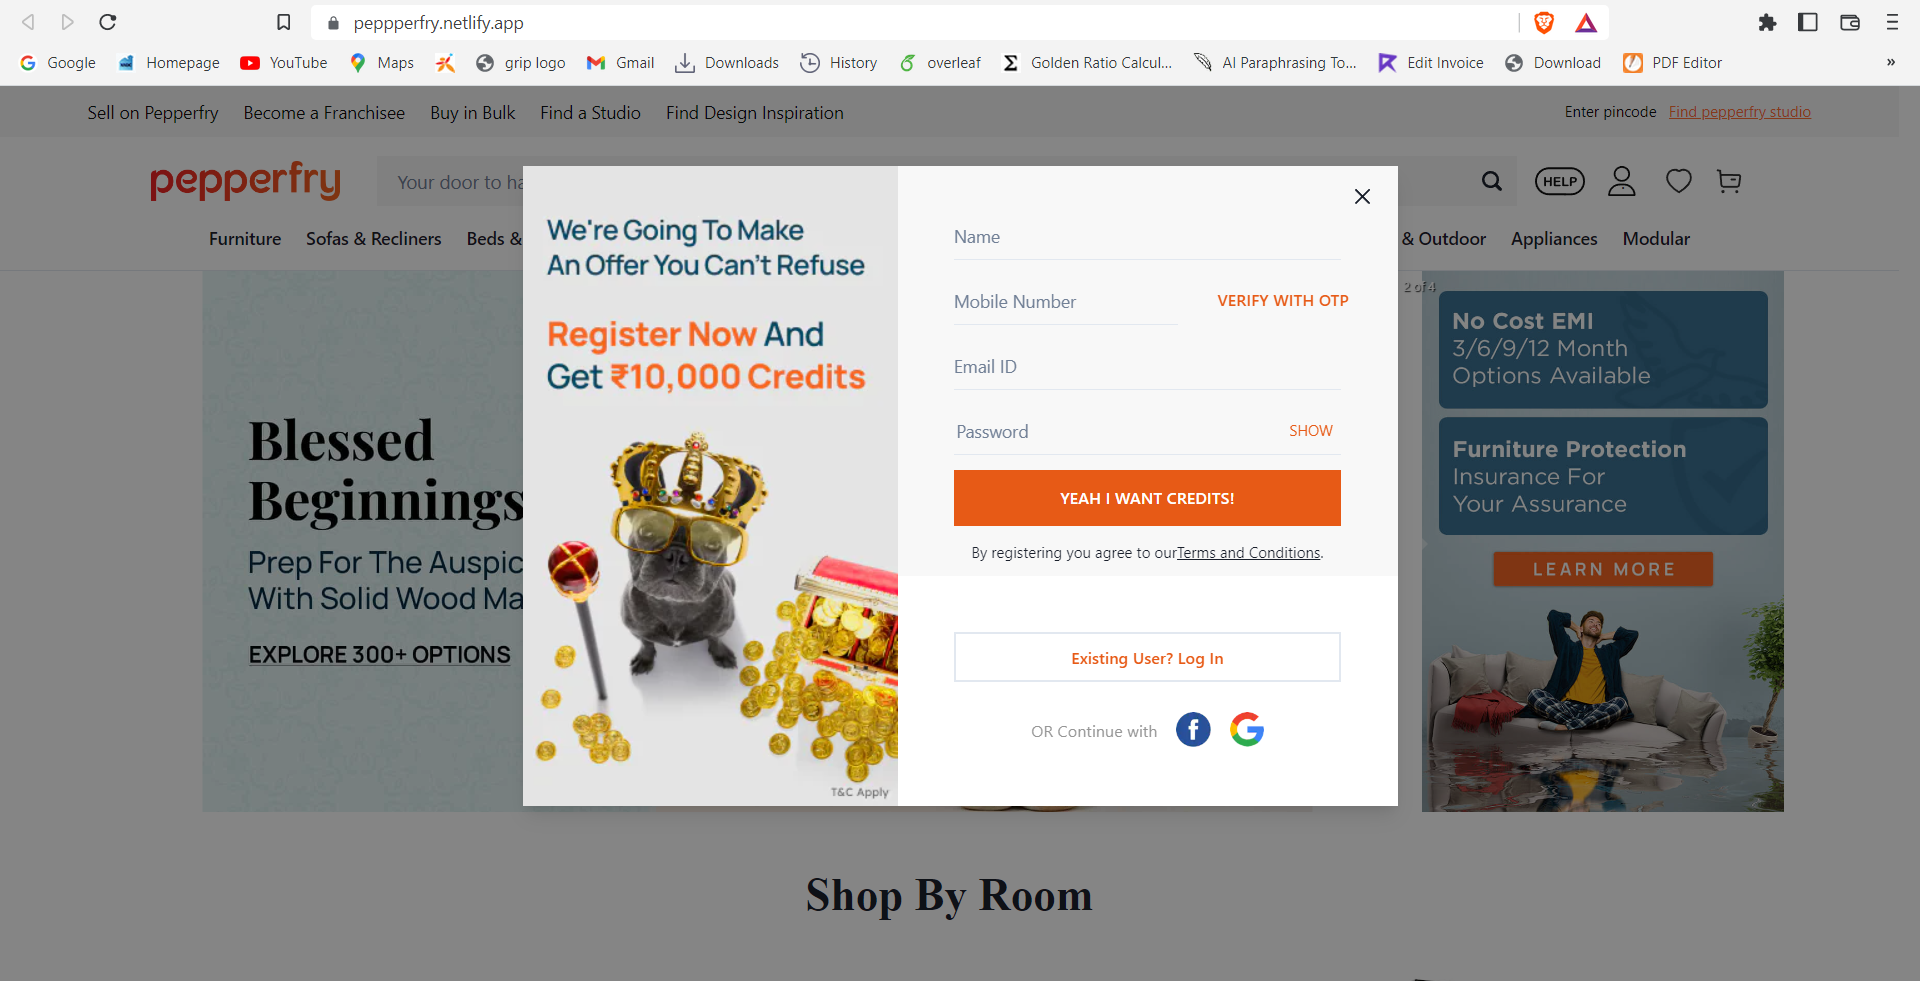 peppperfry.netlify.app
Google Homepage YouTube Maps grip logo Gmail Downloads History overleaf Golden Ratio Calcul... AI Paraphrasing To... Edit Invoice Download PDF Editor »
Sell on Pepperfry Become a Franchisee Buy in Bulk Find a Studio Find Design Inspiration Enter pincode Find pepperfry studio
pepperfry Your door to ha HELP
Furniture Sofas & Recliners Beds & & Outdoor Appliances Modular
Blessed
Beginnings
Prep For The Auspic
With Solid Wood Ma
EXPLORE 300+ OPTIONS
We're Going To Make
An Offer You Can't Refuse
Register Now And
Get ₹10,000 Credits
T&C Apply
Name
Mobile Number VERIFY WITH OTP
Email ID
Password SHOW
YEAH I WANT CREDITS!
By registering you agree to ourTerms and Conditions.
Existing User? Log In
OR Continue with
2 of 4
No Cost EMI
3/6/9/12 Month
Options Available
Furniture Protection
Insurance For
Your Assurance
LEARN MORE
Shop By Room